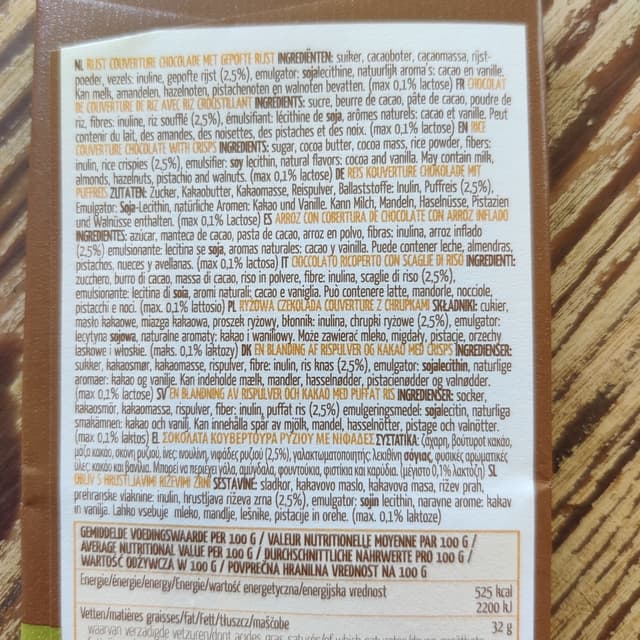 NL RIJST COUVERTURE CHOCOLADE MET GEPOFTE RIJST INGREDIËNTEN: suiker, cacaoboter, cacaomassa, rijst-
poeder, vezels: inuline, gepofte rijst (2,5%), emulgator: sojalecithine, natuurlijk aroma's: cacao en vanille.
Kan melk, amandelen, hazelnoten, pistachenoten en walnoten bevatten. (max 0,1% lactose) FR CHOCOLAT
DE COUVERTURE DE RIZ AVEC RIZ CROUSTILLANT INGRÉDIENTS: sucre, beurre de cacao, pâte de cacao, poudre de
riz, fibres: inuline, riz soufflé (2,5%), émulsifiant: lécithine de soja, arômes naturels: cacao et vanille. Peut
contenir du lait, des amandes, des noisettes, des pistaches et des noix. (max 0,1% lactose) EN RICE
COUVERTURE CHOCOLATE WITH CRISPS INGREDIENTS: sugar, cocoa butter, cocoa mass, rice powder, fibers:
inulin, rice crispies (2,5%), emulsifier: soy lecithin, natural flavors: cocoa and vanilla. May contain milk,
almonds, hazelnuts, pistachio and walnuts. (max 0,1% lactose) DE REIS KOUVERTURE CHOKOLADE MIT
PUFFREIS ZUTATEN: Zucker, Kakaobutter, Kakaomasse, Reispulver, Ballaststoffe: Inulin, Puffreis (2,5%),
Emulgator: Soja-Lecithin, natürliche Aromen: Kakao und Vanille. Kann Milch, Mandeln, Haselnüsse, Pistazien
und Walnüsse enthalten. (max 0,1% Lactose) ES ARROZ CON COBERTURA DE CHOCOLATE CON ARROZ INFLADO
INGREDIENTES: azúcar, manteca de cacao, pasta de cacao, arroz en polvo, fibras: inulina, arroz inflado
(2,5%) emulsionante: lecitina se soja, aromas naturales: cacao y vainilla. Puede contener leche, almendras,
pistachos, nueces y avellanas. (max 0,1% lactosa) IT CIOCCOLATO RICOPERTO CON SCAGLIE DI RISO INGREDIENTI:
zucchero, burro di cacao, massa di cacao, riso in polvere, fibre: inulina, scaglie di riso (2,5%),
emulsionante: lecitina di soia, aromi naturali: cacao e vaniglia. Può contenere latte, mandorle, nocciole,
pistacchi e noci. (max 0,1% lattosio) PL RYŻOWA CZEKOLADA COUVERTURE Z CHRUPKAMI SKŁADNIKI: cukier,
masło kakaowe, miazga kakaowa, proszek ryżowy, błonnik: inulina, chrupki ryżowe (2,5%), emulgator:
lecytyna sojowa, naturalne aromaty: kakao i waniliowy. Może zawierać mleko, migdały, pistacje, orzechy
laskowe i włoskie. (maks. 0,1% laktozy) DK EN BLANDING AF RISPULVER OG KAKAO MED CRISPS INGREDIENSER:
sukker, kakaosmør, kakaomasse, rispulver, fibre: inulin, ris knas (2,5%), emulgator: sojalecithin, naturlige
aromaer: kakao og vanilje. Kan indeholde mælk, mandler, hasselnødder, pistacienødder og valnødder.
(max 0,1% lactose) SV EN BLANDNING AV RISPULVER OCH KAKAO MED PUFFAT RIS INGREDIENSER: socker,
kakaosmör, kakaomassa, rispulver, fiber: inulin, puffat ris (2,5%) emulgeringsmedel: sojalecitin, naturliga
smakämnen: kakao och vanilj. Kan innehålla spår av mjölk, mandel, hasselnötter, pistage och valnötter.
(max 0,1% laktos) EL ΣΟΚΟΛΑΤΑ ΚΟΥΒΕΡΤΟΥΡΑ ΡΥΖΙΟΥ ΜΕ ΝΙΦΑΔΕΣ ΣΥΣΤΑΤΙΚΑ: ζάχαρη, βούτυρο κακάο,
μάζα κακάο, σκόνη ρυζιού, ίνες: ινουλίνη, νιφάδες ρυζιού (2,5%), γαλακτωματοποιητής: λεκιθίνη σόγιας, φυσικές αρωματικές
ύλες: κακάο και βανίλια. Μπορεί να περιέχει γάλα, αμύγδαλα, φουντούκια, φιστίκια και καρύδια. (μέγιστο 0,1% λακτόζη) SL
OBLIV S HRUSTLJAVIMI RIŽEVIMI ZRNI SESTAVINE: sladkor, kakavovo maslo, kakavova masa, rižev prah,
prehranske vlaknine: inulin, hrustljava riževa zrna (2,5%), emulgator: sojin lecithin, naravne arome: kakav
in vanilja. Lahko vsebuje mleko, mandlje, lešnike, pistacije in orehe. (max. 0,1% laktoze)
GEMIDDELDE VOEDINGSWAARDE PER 100 G / VALEUR NUTRITIONELLE MOYENNE PAR 100 G /
AVERAGE NUTRITIONAL VALUE PER 100 G / DURCHSCHNITTLICHE NÄHRWERTE PRO 100 G /
WARTOŚĆ ODŻYWCZA W 100 G / POVPREČNA HRANILNA VREDNOST NA 100 G
Energie/énergie/energy/Energie/wartość energetyczna/energijska vrednost 525 kcal
2200 kJ
Vetten/matières graisses/fat/Fett/tłuszcz/maščobe 32 g